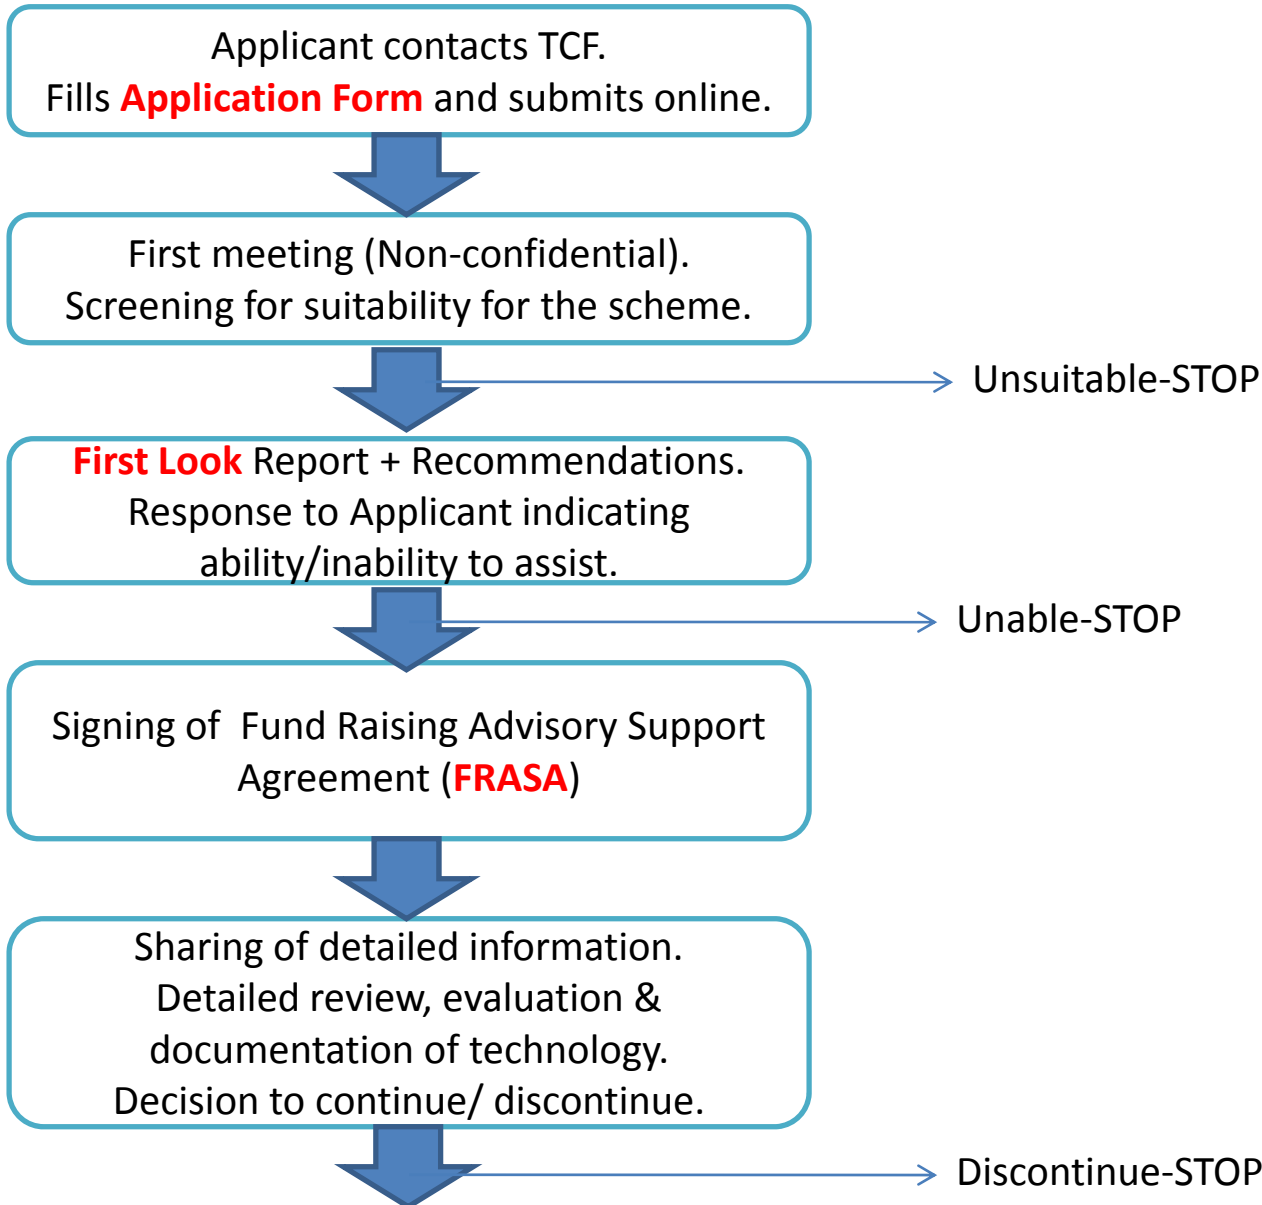 Applicant contacts TCF.
Fills Application Form and submits online.
First meeting (Non-confidential).
Screening for suitability for the scheme.
Unsuitable-STOP
First Look Report + Recommendations.
Response to Applicant indicating
ability/inability to assist.
Unable-STOP
Signing of  Fund Raising Advisory Support
Agreement (FRASA)
Sharing of detailed information.
Detailed review, evaluation &
documentation of technology.
Decision to continue/ discontinue.
Discontinue-STOP